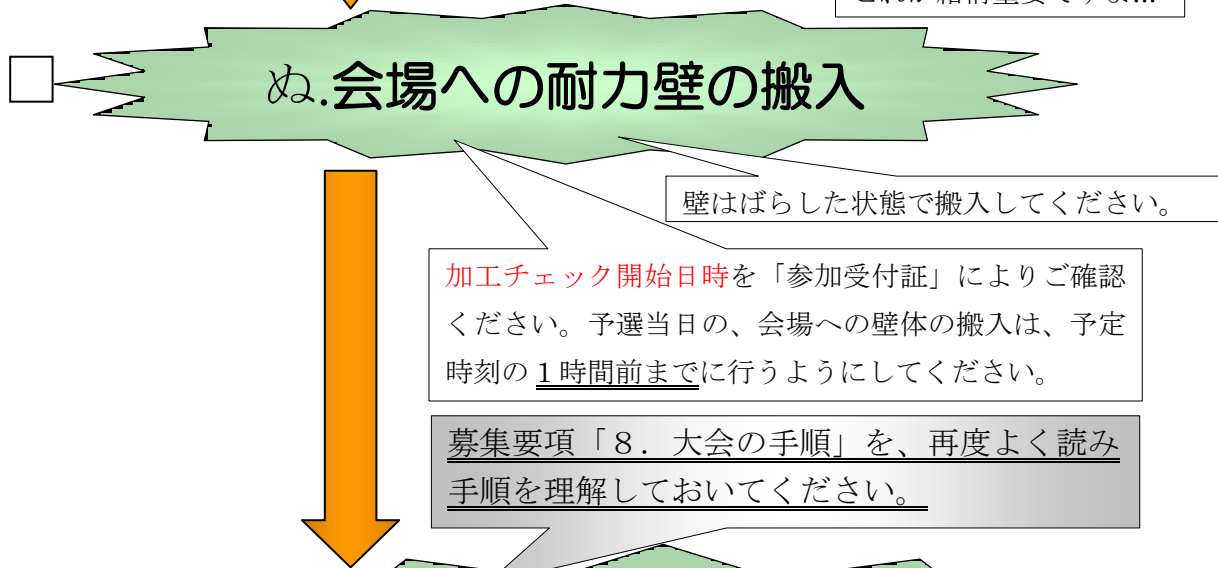 ぬ.会場への耐力壁の搬入
壁はばらした状態で搬入してください。
加工チェック開始日時を「参加受付証」によりご確認
ください。予選当日の、会場への壁体の搬入は、予定
時刻の１時間前までに行うようにしてください。
募集要項「８．大会の手順」を、再度よく読み
手順を理解しておいてください。